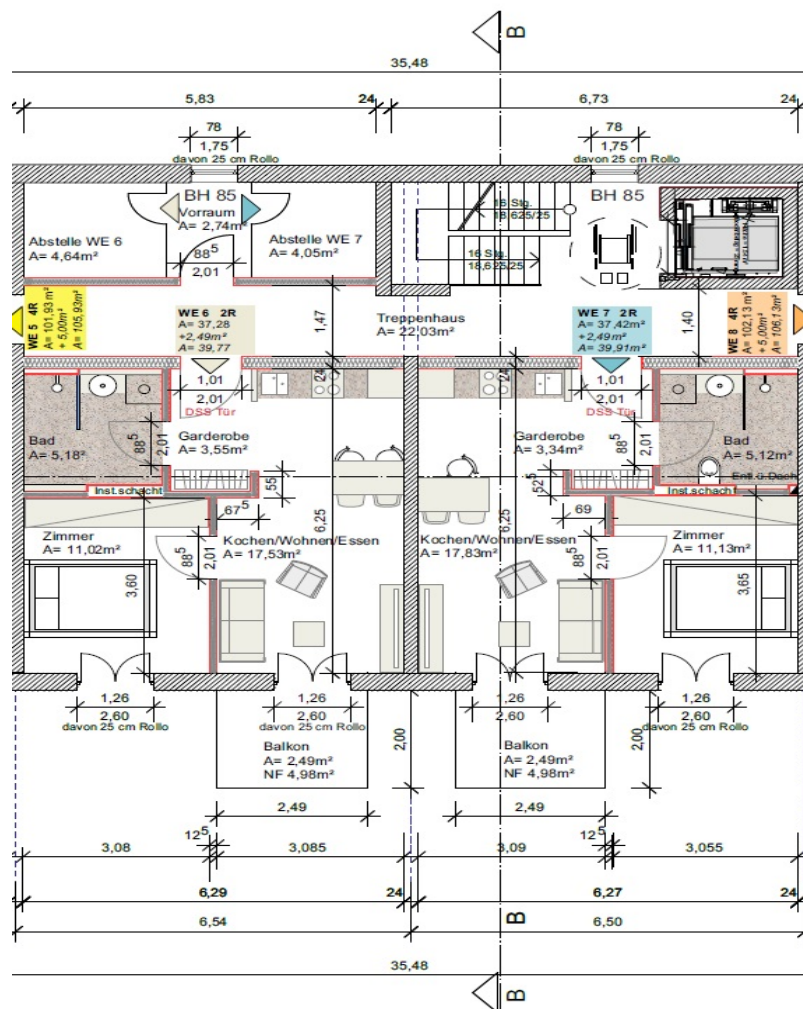 B
35,48
5,83
24
6,73
24
78
1,75
davon 25 cm Rollo
78
1,75
davon 25 cm Rollo
BH 85
Vorraum
A= 2,74m²
Abstelle WE 6
A= 4,64m²
88⁵
2,01
Abstelle WE 7
A= 4,05m²
16 Stg.
18,625/25
16 Stg.
18,625/25
BH 85
WE 5 4R
A= 101,93 m²
+ 5,00m²
A= 105,93m²
WE 6 2R
A= 37,28
+2,49m²
A= 39,77
1,47
Treppenhaus
A= 22,03m²
WE 7 2R
A= 37,42m²
+2,49m²
A= 39,91m²
1,40
WE 8 4R
A= 102,13 m²
+ 5,00m²
A= 106,13m²
1,01
2,01
DSS Tür
24
24
1,01
2,01
DSS Tür
Bad
A= 5,18m²
88⁵
2,01
Garderobe
A= 3,55m²
Garderobe
A= 3,34m²
88⁵
2,01
Bad
A= 5,12m²
Inst.schacht
55
52⁵
Inst.schacht
67⁵
69
Zimmer
A= 11,02m²
88⁵
2,01
Kochen/Wohnen/Essen
A= 17,53m²
6,25
6,25
Kochen/Wohnen/Essen
A= 17,83m²
88⁵
2,01
Zimmer
A= 11,13m²
3,60
3,65
1,26
2,60
davon 25 cm Rollo
1,26
2,60
davon 25 cm Rollo
1,26
2,60
1,26
2,60
davon 25 cm Rollo
Balkon
A= 2,49m²
NF 4,98m²
2,00
Balkon
A= 2,49m²
NF 4,98m²
2,00
2,49
2,49
12⁵
12⁵
3,08
3,085
3,09
3,055
6,29
24
6,27
24
6,54
B
6,50
35,48
B